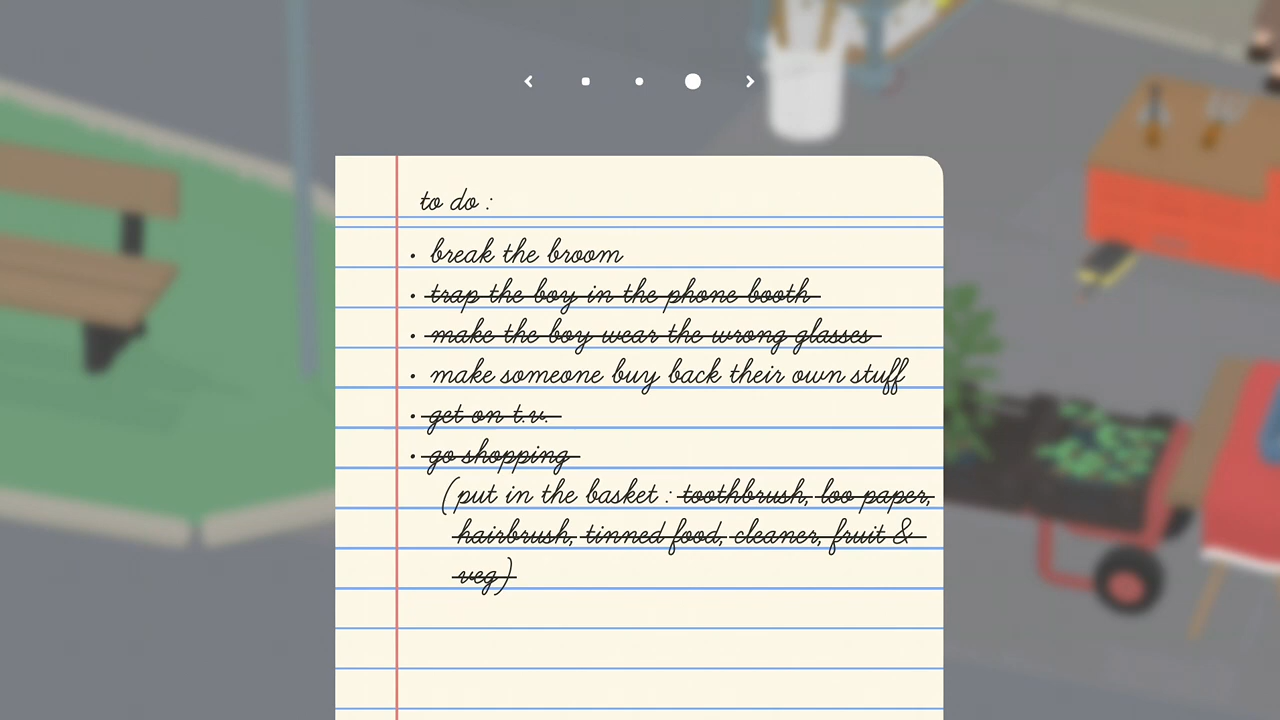 to do :
• break the broom
• trap the boy in the phone booth
• make the boy wear the wrong glasses
• make someone buy back their own stuff
• get on t.v.
• go shopping
(put in the basket : toothbrush, loo paper,
hairbrush, tinned food, cleaner, fruit &
veg)